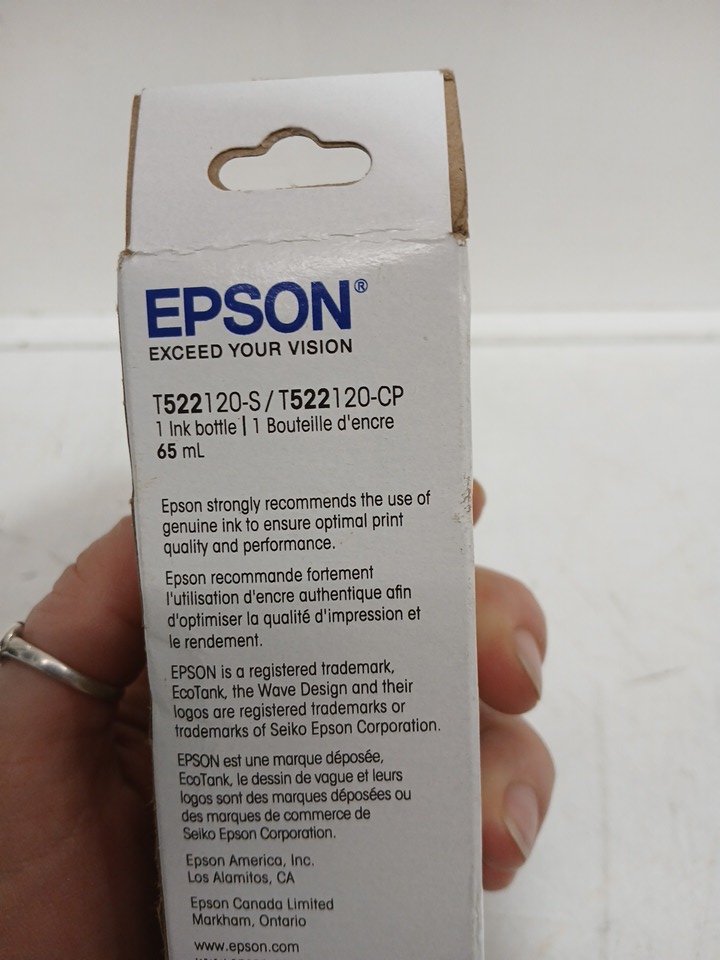 EPSON®
EXCEED YOUR VISION
T522120-S / T522120-CP
1 Ink bottle | 1 Bouteille d'encre
65 mL
Epson strongly recommends the use of
genuine ink to ensure optimal print
quality and performance.
Epson recommande fortement
l'utilisation d'encre authentique afin
d'optimiser la qualité d'impression et
le rendement.
EPSON is a registered trademark,
EcoTank, the Wave Design and their
logos are registered trademarks or
trademarks of Seiko Epson Corporation.
EPSON est une marque déposée,
EcoTank, le dessin de vague et leurs
logos sont des marques déposées ou
des marques de commerce de
Seiko Epson Corporation.
Epson America, Inc.
Los Alamitos, CA
Epson Canada Limited
Markham, Ontario
www.epson.com